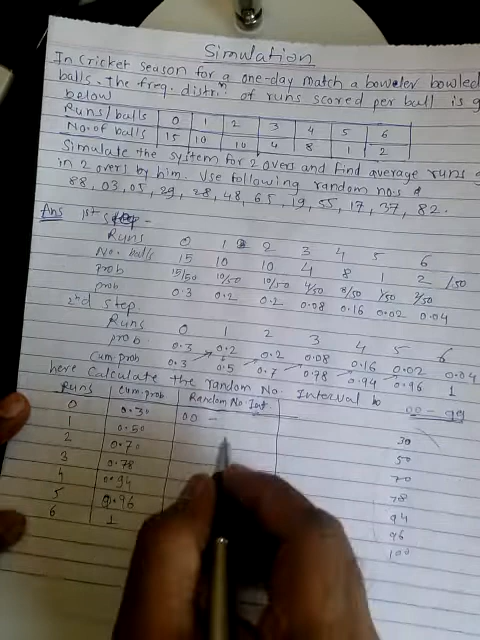 Simulation
In Cricket season for a one-day match a bowler bowled
balls. The freq. distri.n of runs scored per ball is g
below
Runs/balls 0 1 2 3 4 5 6
No. of balls 15 10 10 4 8 1 2
Simulate the system for 2 overs and find average runs g
in 2 overs by him. Use following random nos
88, 03, 05, 29, 28, 48, 65, 19, 55, 17, 37, 82.
Ans 1st step -
Runs 0 1 2 3 4 5 6
No. balls 15 10 10 4 8 1 2 /50
prob 15/50 10/50 10/50 4/50 8/50 1/50 2/50
prob 0.3 0.2 0.2 0.08 0.16 0.02 0.04
2nd step
Runs 0 1 2 3 4 5 6
prob. 0.3 0.2 0.2 0.08 0.16 0.02 0.04
Cum.prob 0.3 0.5 0.7 0.78 0.94 0.96 1
here Calculate the random No. Interval to 00 - 99
Runs Cum.prob Random No. Int.
0 0.30 00 - 30
1 0.50 50
2 0.70 70
3 0.78 78
4 0.94 94
5 0.96 96
6 1 100